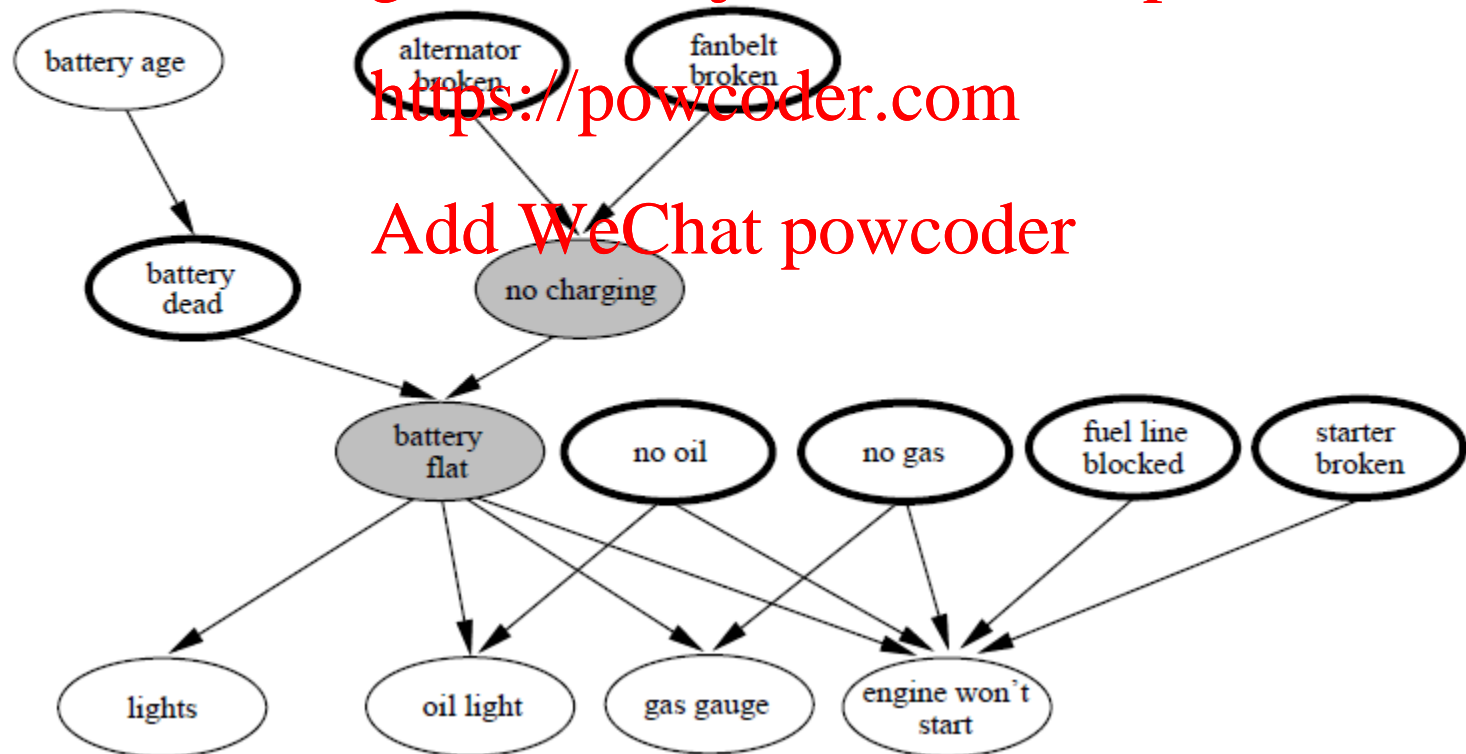 battery age
alternator
broken
fanbelt
broken
https://powcoder.com
Add WeChat powcoder
battery
dead
no charging
battery
flat
no oil
no gas
fuel line
blocked
starter
broken
lights
oil light
gas gauge
engine won't
start